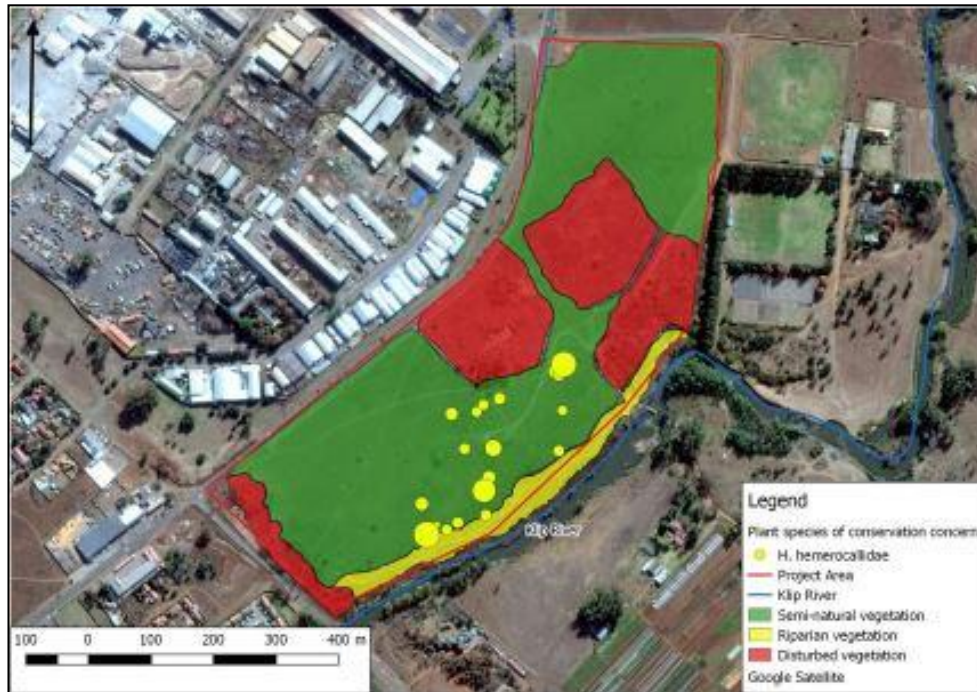 Klip River
Legend
Plant species of conservation concern
H. hemerocallidae
Project Area
Klip River
Semi-natural vegetation
Riparian vegetation
Disturbed vegetation
Google Satellite
100 0 100 200 300 400 m